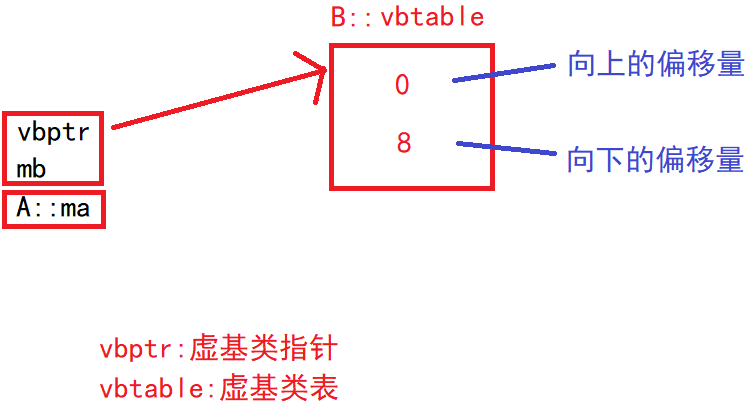 B::vbtable
0
向上的偏移量
8
向下的偏移量
vbptr
mb
A::ma
vbptr:虚基类指针
vbtable:虚基类表